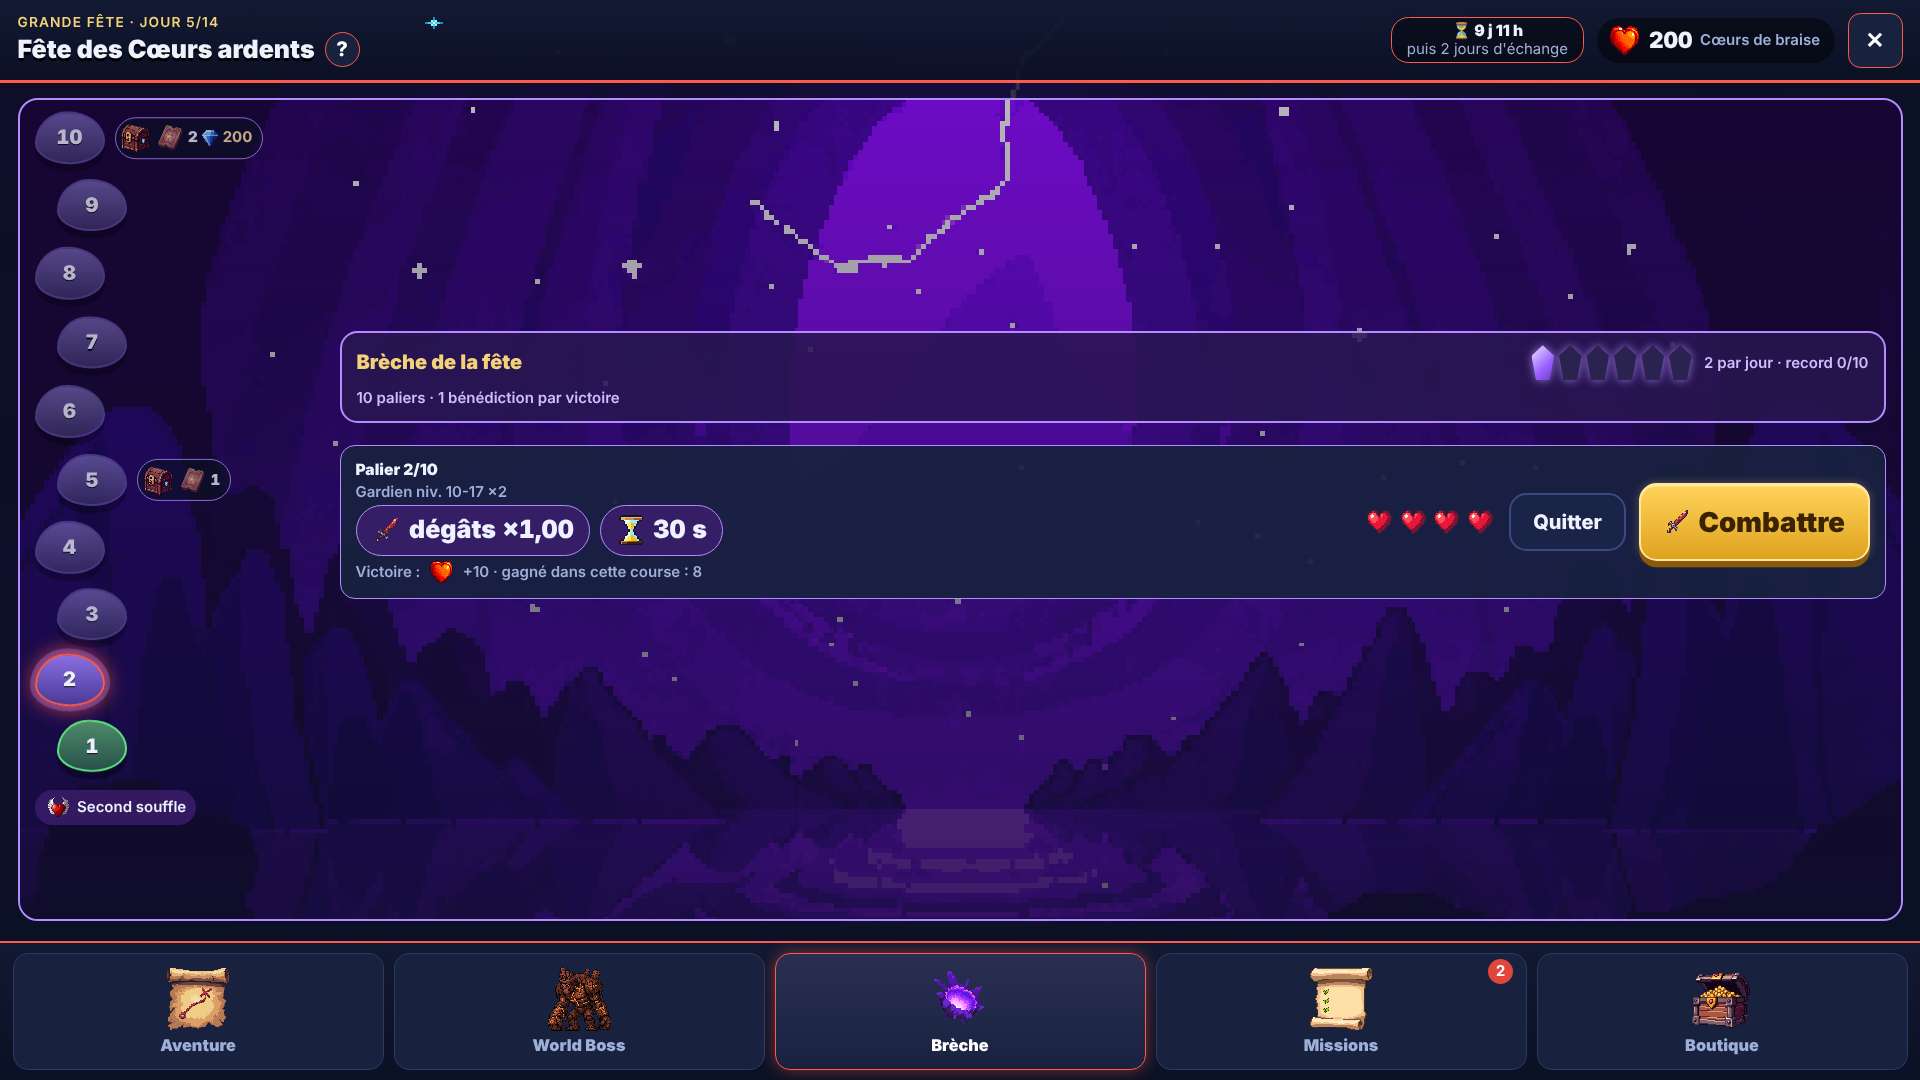 GRANDE FÊTE · JOUR 5/14
Fête des Cœurs ardents ?
9 j 11 h
puis 2 jours d'échange
200 Cœurs de braise
×
10 2 200
9
8
7
6
5 1
4
3
2
1
Second souffle
Brèche de la fête
10 paliers · 1 bénédiction par victoire
2 par jour · record 0/10
Palier 2/10
Gardien niv. 10-17 ×2
dégâts ×1,00 30 s
Victoire : +10 · gagné dans cette course : 8
Quitter
Combattre
Aventure
World Boss
Brèche
2
Missions
Boutique